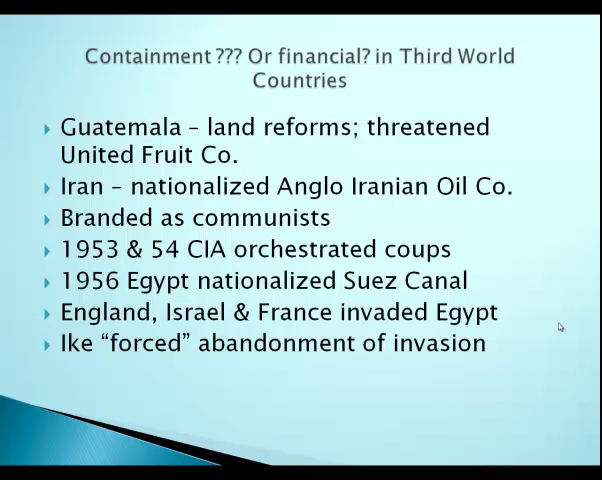 Containment ??? Or financial? in Third World
Countries
Guatemala – land reforms; threatened
United Fruit Co.
Iran – nationalized Anglo Iranian Oil Co.
Branded as communists
1953 & 54 CIA orchestrated coups
1956 Egypt nationalized Suez Canal
England, Israel & France invaded Egypt
Ike “forced” abandonment of invasion